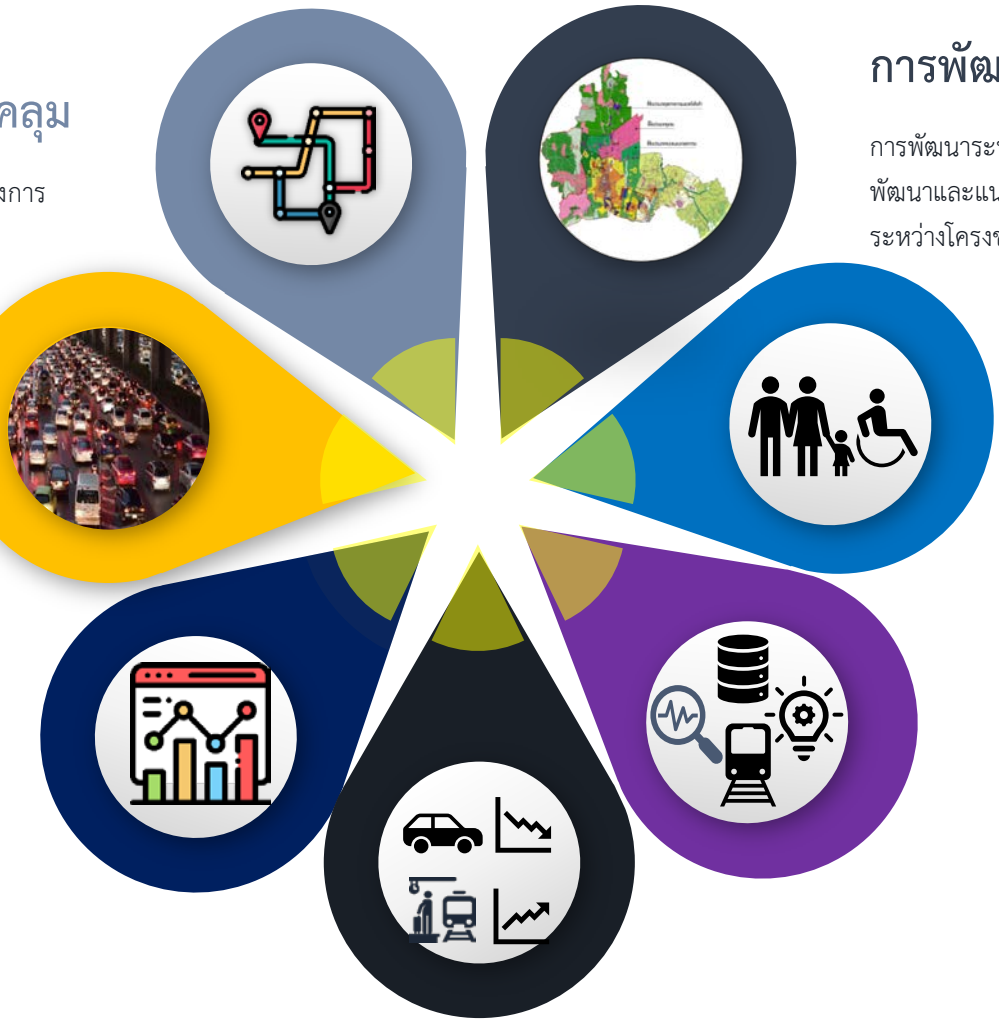 คลุม
งการ
การพัฒ
การพัฒนาระ
พัฒนาและแน
ระหว่างโครงข